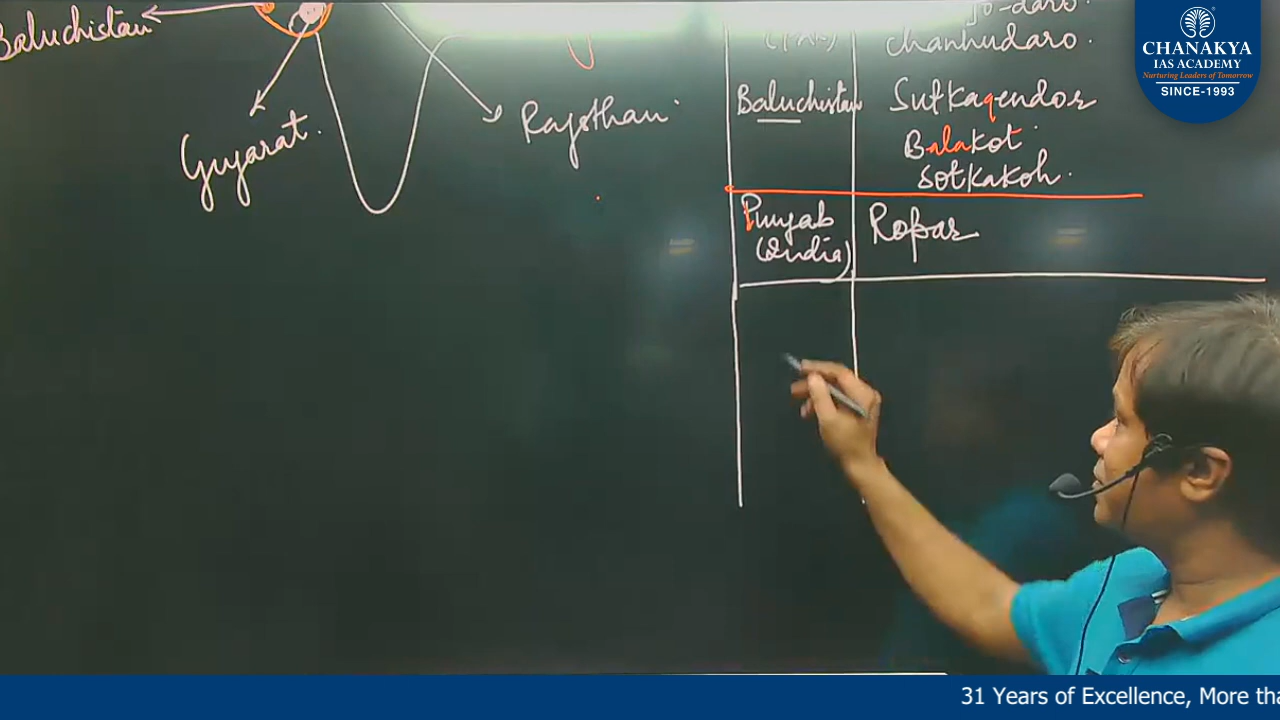 Baluchistan
Gujarat.
Rajsthan
jo-daro.
chanhudaro.
Baluchistan
Sutkagendor
Balakot
Sotkakoh.
Punjab
(India)
Ropar
CHANAKYA
IAS ACADEMY
Nurturing Leaders of Tomorrow
SINCE-1993
31 Years of Excellence, More tha